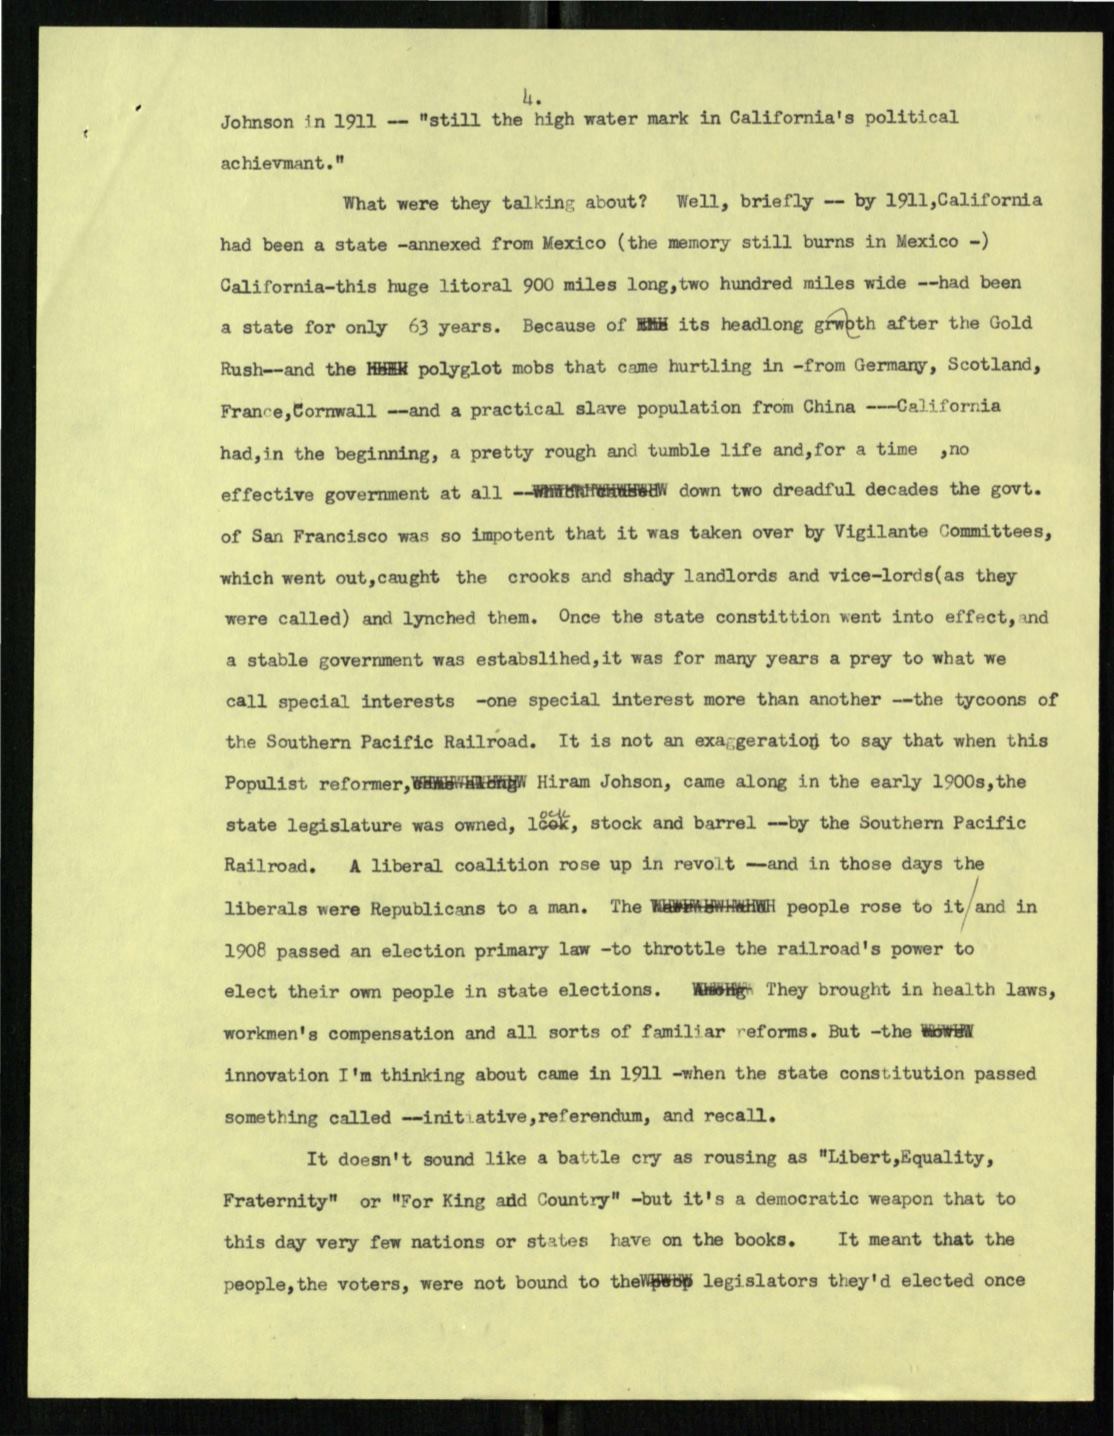 4.
Johnson in 1911 -- "still the high water mark in California's political
achievmant."
What were they talking about? Well, briefly -- by 1911,California
had been a state -annexed from Mexico (the memory still burns in Mexico -)
California-this huge litoral 900 miles long,two hundred miles wide --had been
a state for only 63 years. Because of its headlong grwoth after the Gold
Rush--and the polyglot mobs that came hurtling in -from Germany, Scotland,
France,Cornwall --and a practical slave population from China ---California
had,in the beginning, a pretty rough and tumble life and,for a time ,no
effective government at all -- down two dreadful decades the govt.
of San Francisco was so impotent that it was taken over by Vigilante Committees,
which went out,caught the crooks and shady landlords and vice-lords(as they
were called) and lynched them. Once the state constittion went into effect,and
a stable government was estabslihed,it was for many years a prey to what we
call special interests -one special interest more than another --the tycoons of
the Southern Pacific Railroad. It is not an exaggeration to say that when this
Populist reformer, Hiram Johson, came along in the early 1900s,the
state legislature was owned, lock, stock and barrel --by the Southern Pacific
Railroad. A liberal coalition rose up in revolt --and in those days the
liberals were Republicans to a man. The people rose to it/and in
1908 passed an election primary law -to throttle the railroad's power to
elect their own people in state elections. They brought in health laws,
workmen's compensation and all sorts of familiar reforms. But -the
innovation I'm thinking about came in 1911 -when the state constitution passed
something called --initiative,referendum, and recall.
It doesn't sound like a battle cry as rousing as "Libert,Equality,
Fraternity" or "For King and Country" -but it's a democratic weapon that to
this day very few nations or states have on the books. It meant that the
people,the voters, were not bound to the legislators they'd elected once